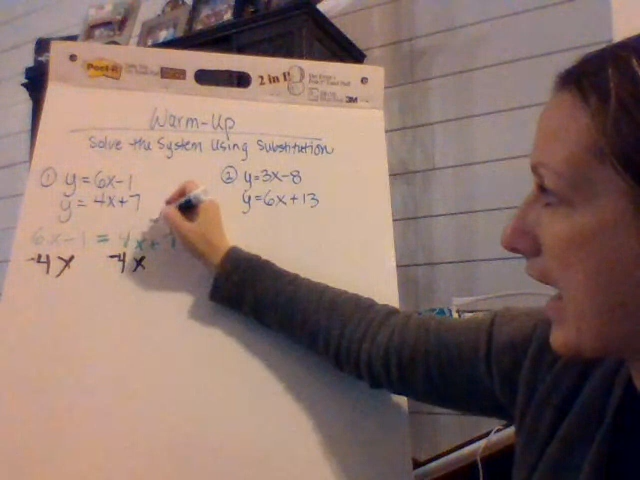 Post-it
2 in 1
3M
Warm-Up
Solve the System Using Substitution
① y=6x-1
y = 4x+7
② y=3x-8
y=6x+13
6x-1 = 4x+7
-4x -4x